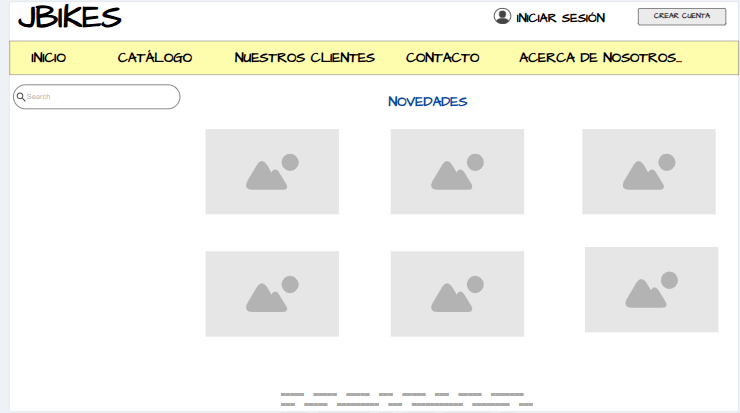 JBIKES
INICIAR SESIÓN
CREAR CUENTA
INICIO CATÁLOGO NUESTROS CLIENTES CONTACTO ACERCA DE NOSOTROS...
Search
NOVEDADES